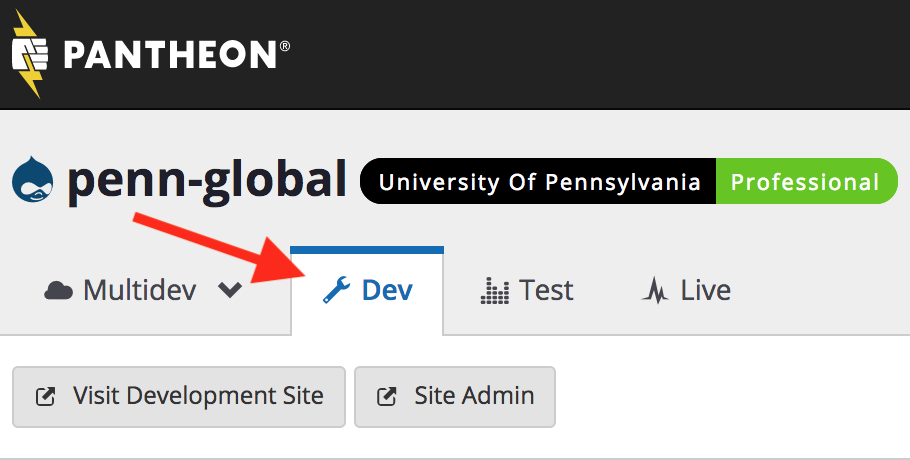 PANTHEON®
penn-global University Of Pennsylvania Professional
Multidev Dev Test Live
Visit Development Site Site Admin